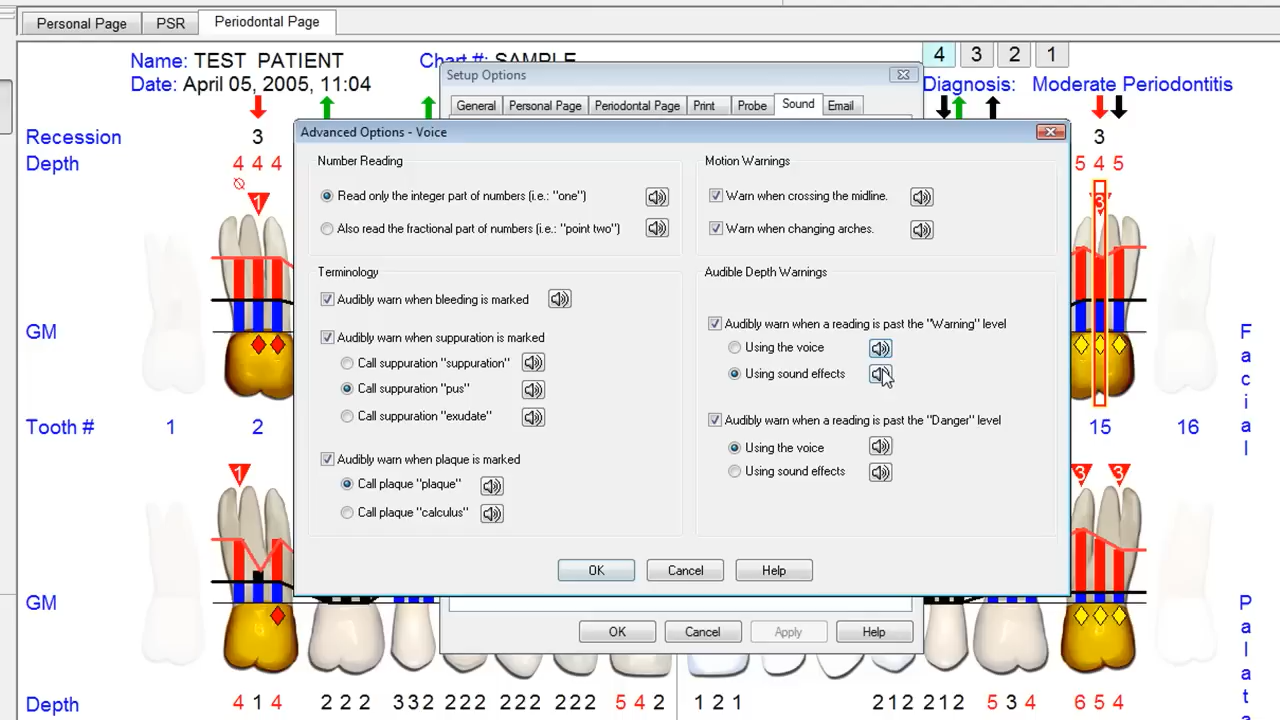 Personal Page PSR Periodontal Page
Name: TEST PATIENT Chart #: SAMPLE 4 3 2 1
Date: April 05, 2005, 11:04 Setup Options Diagnosis: Moderate Periodontitis
General Personal Page Periodontal Page Print Probe Sound Email
Advanced Options - Voice
Recession 3 3
Depth 4 4 4 5 4 5
Number Reading
Read only the integer part of numbers (i.e.: "one")
Also read the fractional part of numbers (i.e.: "point two")
Motion Warnings
Warn when crossing the midline.
Warn when changing arches.
Terminology
Audibly warn when bleeding is marked
Audibly warn when suppuration is marked
Call suppuration "suppuration"
Call suppuration "pus"
Call suppuration "exudate"
Audibly warn when plaque is marked
Call plaque "plaque"
Call plaque "calculus"
Audible Depth Warnings
Audibly warn when a reading is past the "Warning" level
Using the voice
Using sound effects
Audibly warn when a reading is past the "Danger" level
Using the voice
Using sound effects
OK Cancel Help
OK Cancel Apply Help
1 3
GM
Facial
Tooth # 1 2 15 16
1 3 3
GM
Palata
Depth 4 1 4 2 2 2 3 3 2 2 2 2 2 2 2 5 4 2 1 2 1 2 1 2 2 1 2 5 3 4 6 5 4